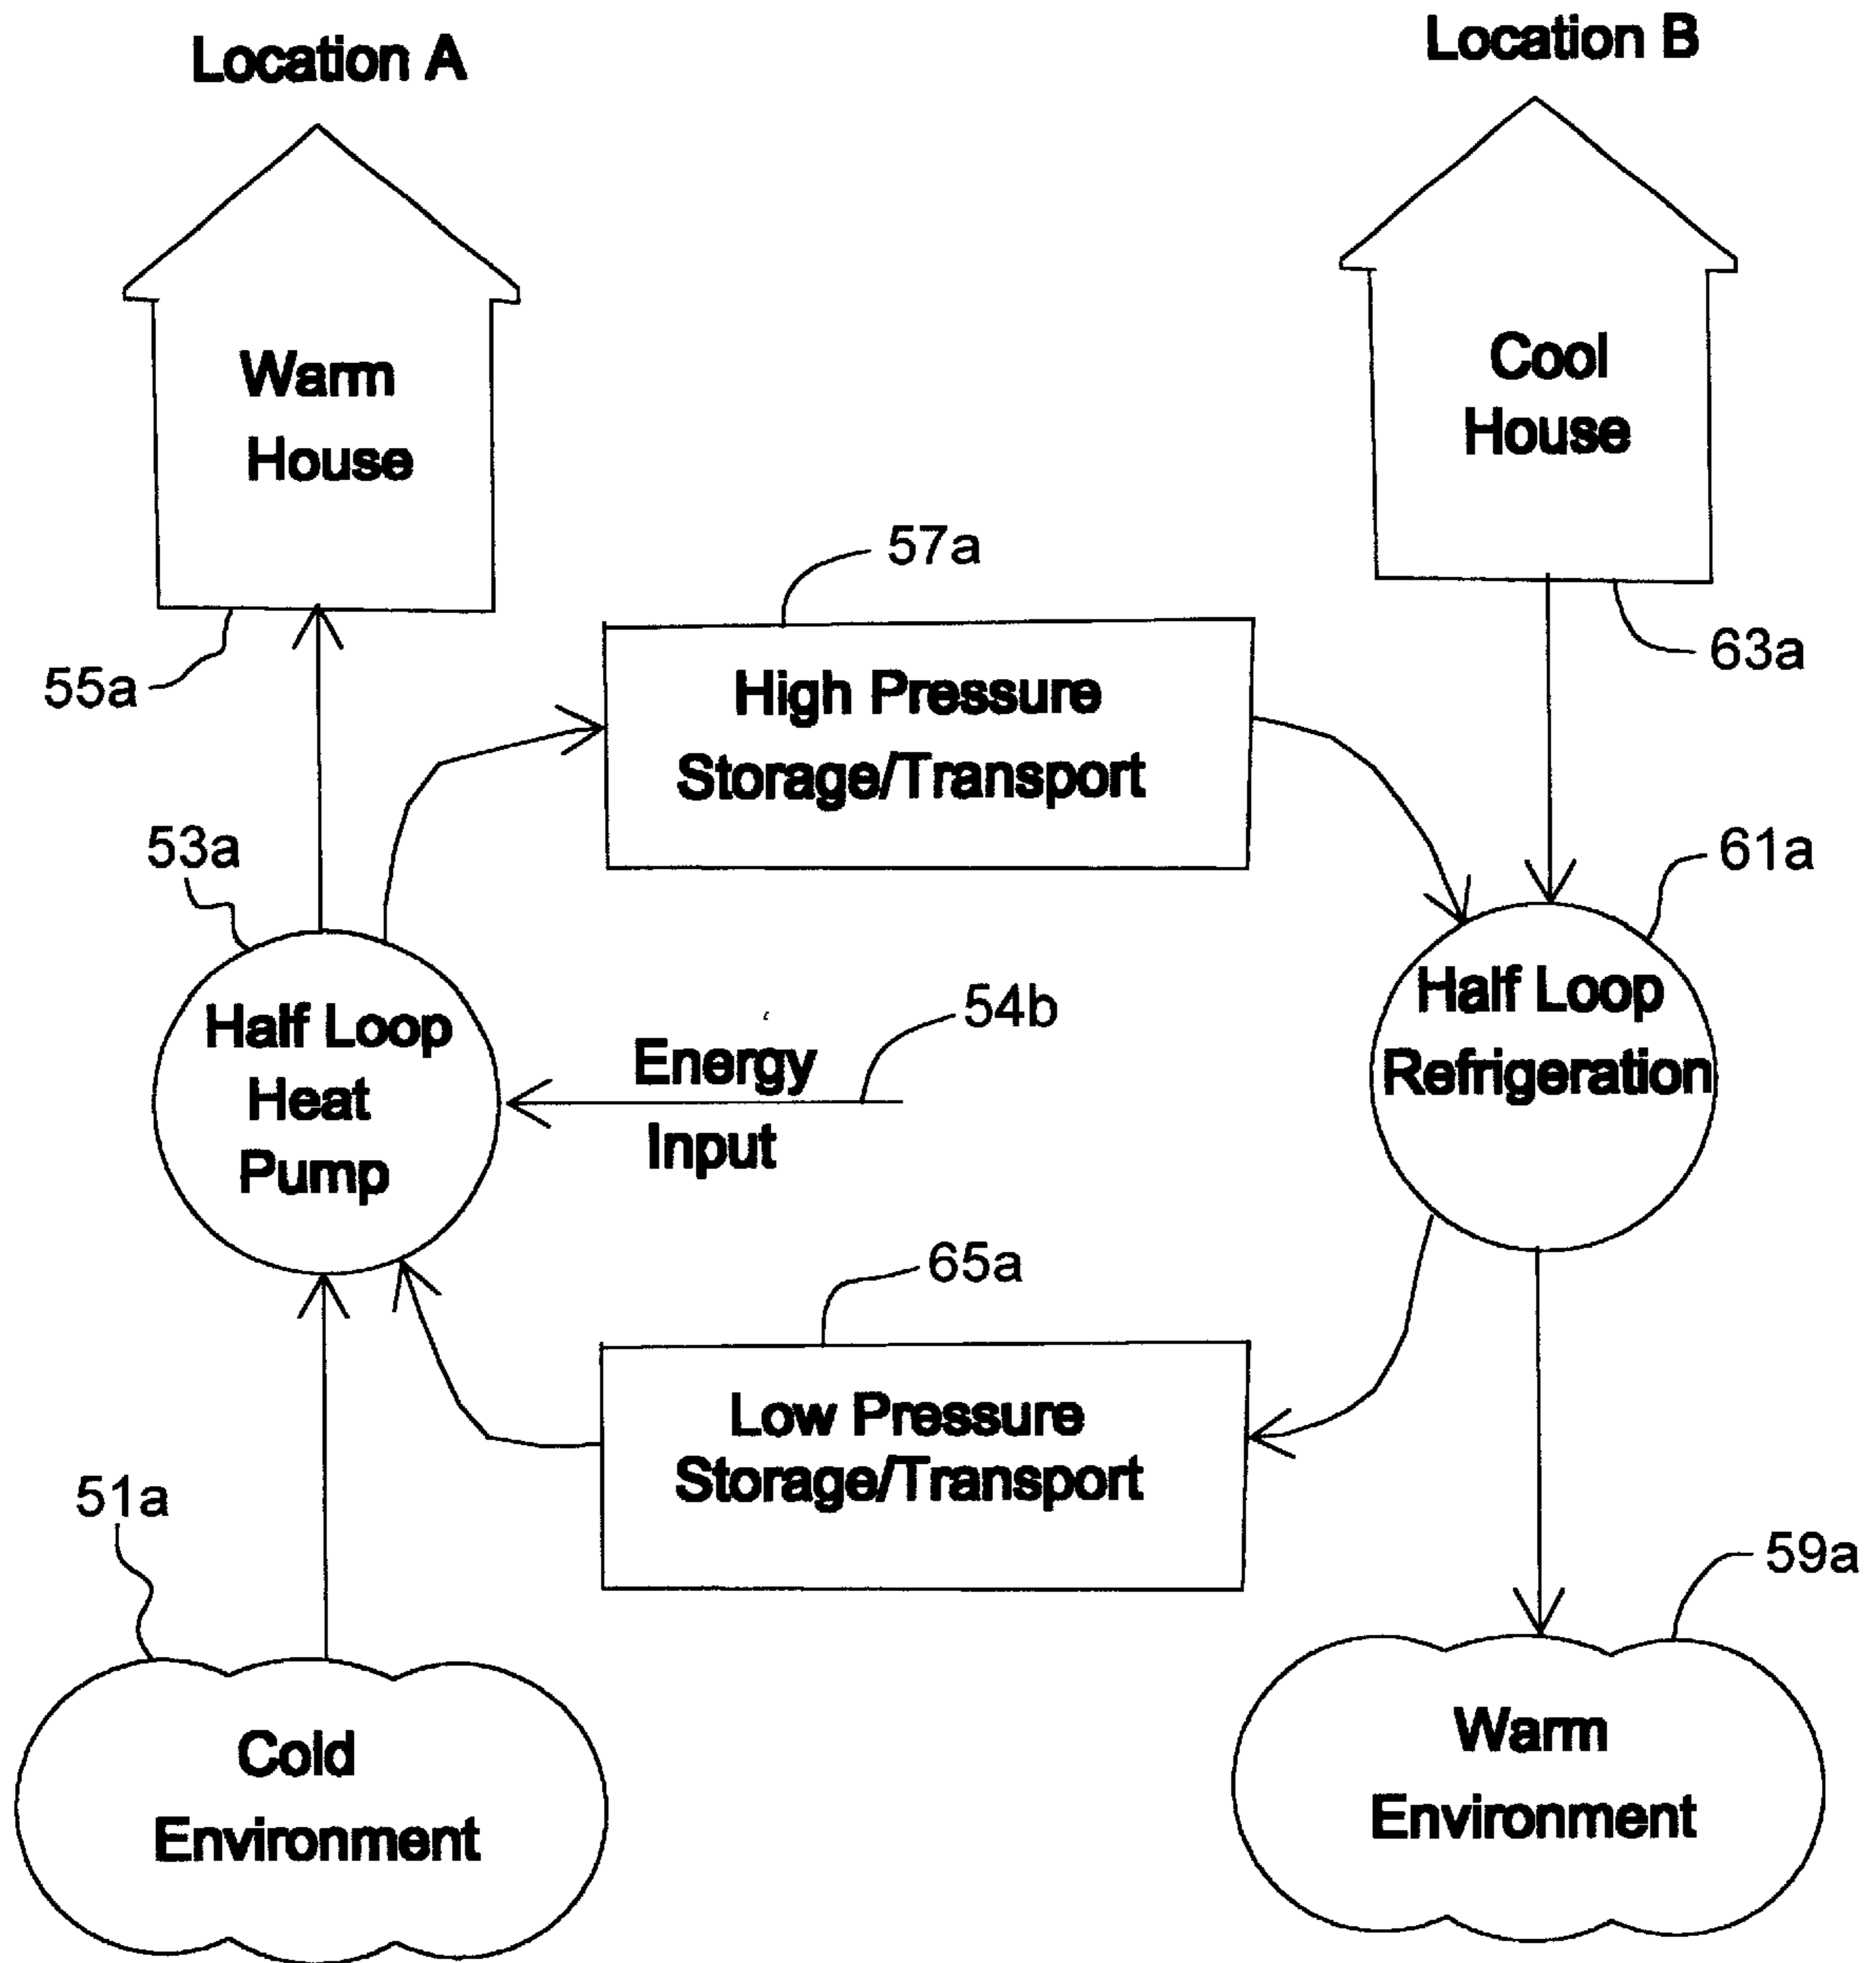 Location A
Location B
Warm
House
Cool
House
57a
55a
63a
High Pressure
Storage/Transport
53a
61a
Half Loop
Heat
Pump
54b
Energy
Input
Half Loop
Refrigeration
65a
Low Pressure
Storage/Transport
51a
59a
Cold
Environment
Warm
Environment